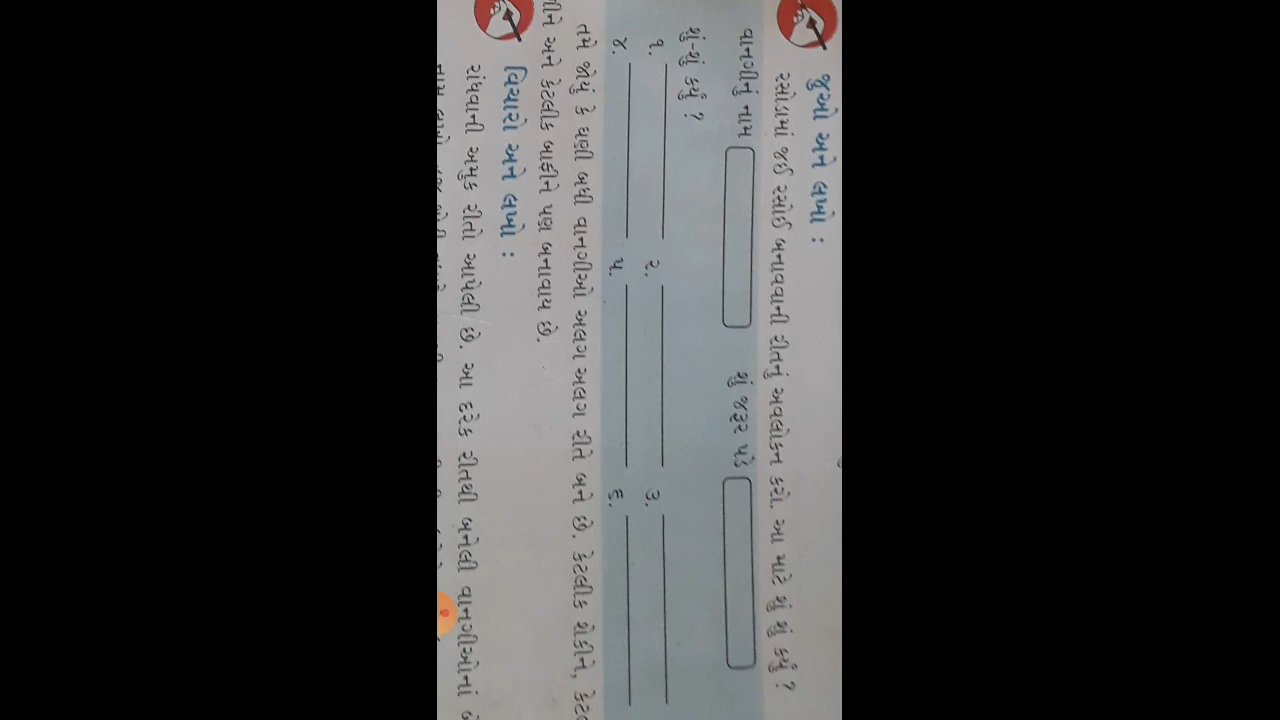 જુઓ અને લખો :
રસોડામાં જઈ રસોઈ બનાવવાની રીતનું અવલોકન કરો. આ માટે શું શું કર્યું ?
વાનગીનું નામ શું જરૂર પડે
શું-શું કર્યું ?
૧. ૨. ૩.
૪. ૫. ૬.
તમે જોયું કે ઘણી બધી વાનગીઓ અલગ અલગ રીતે બને છે. કેટલીક શેકીને,
અને કેટલીક બાફીને પણ બનાવાય છે.
વિચારો અને લખો :
રાંધવાની અમુક રીતો આપેલી છે. આ દરેક રીતથી બનેલી વાનગીઓનાં